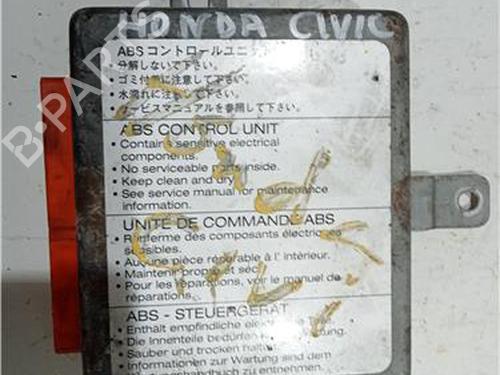 HONDA CIVIC
ABS コントロールユニ
分解しないで下さい。
• ゴミ付着に注意して下さい。
• 水濡れに注意して下さい。
• サービスマニュアルを参照して下さい。
ABS CONTROL UNIT
• Contains sensitive electrical
components.
• No serviceable parts inside.
• Keep clean and dry.
• See service manual for maintenance
information.
UNITE DE COMMANDE ABS
• Renferme des composants électriques
sensibles.
• Aucune pièce réparable à l' intérieur.
• Maintenir propre et sec.
• Pour les réparations, voir le manuel de
réparations.
ABS - STEUERGERÄT
• Enthält empfindliche
• Die Innenteile bedürfen
• Sauber und trocken halten.
• Informationen zur Wartung sind dem
Wartungshandbuch zu entnehmen.
B-PARTS